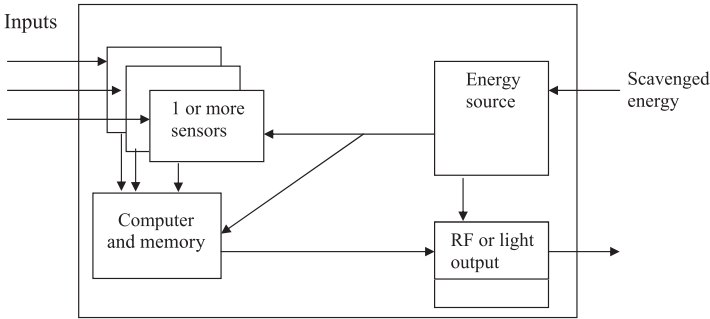 Inputs
1 or more
sensors
Energy
source
Scavenged
energy
Computer
and memory
RF or light
output